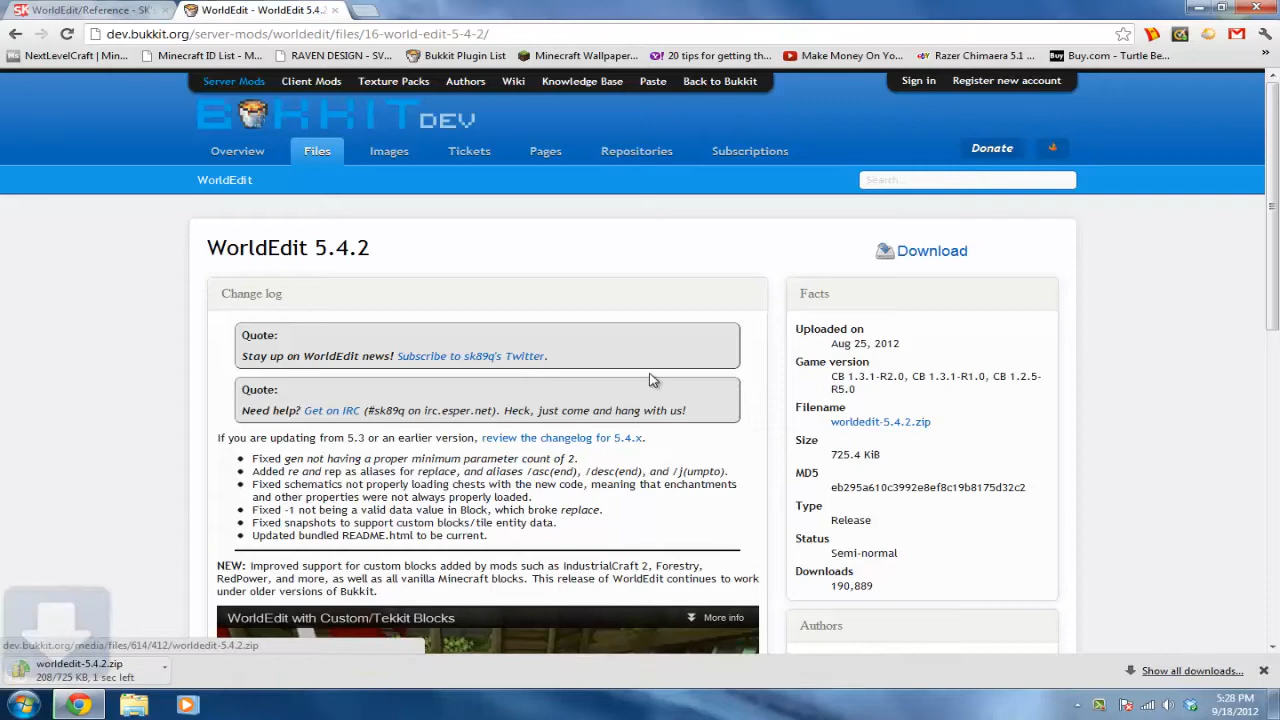 WorldEdit/Reference - SK's
WorldEdit - WorldEdit 5.4.2
dev.bukkit.org/server-mods/worldedit/files/16-world-edit-5-4-2/
NextLevelCraft | Min...
Minecraft ID List - M...
RAVEN DESIGN - SV...
Bukkit Plugin List
Minecraft Wallpaper...
20 tips for getting th...
Make Money On Yo...
Razer Chimaera 5.1 ...
Buy.com - Turtle Be...
Server Mods
Client Mods
Texture Packs
Authors
Wiki
Knowledge Base
Paste
Back to Bukkit
Sign in
Register new account
BUKKIT DEV
Overview
Files
Images
Tickets
Pages
Repositories
Subscriptions
Donate
WorldEdit
Search...
WorldEdit 5.4.2
Download
Change log
Quote:
Stay up on WorldEdit news! Subscribe to sk89q's Twitter.
Quote:
Need help? Get on IRC (#sk89q on irc.esper.net). Heck, just come and hang with us!
If you are updating from 5.3 or an earlier version, review the changelog for 5.4.x.
Fixed gen not having a proper minimum parameter count of 2.
Added re and rep as aliases for replace, and aliases /asc(end), /desc(end), and /j(umpto).
Fixed schematics not properly loading chests with the new code, meaning that enchantments
and other properties were not always properly loaded.
Fixed -1 not being a valid data value in Block, which broke replace.
Fixed snapshots to support custom blocks/tile entity data.
Updated bundled README.html to be current.
NEW: Improved support for custom blocks added by mods such as IndustrialCraft 2, Forestry,
RedPower, and more, as well as all vanilla Minecraft blocks. This release of WorldEdit continues to work
under older versions of Bukkit.
WorldEdit with Custom/Tekkit Blocks
More info
Facts
Uploaded on
Aug 25, 2012
Game version
CB 1.3.1-R2.0, CB 1.3.1-R1.0, CB 1.2.5-
R5.0
Filename
worldedit-5.4.2.zip
Size
725.4 KiB
MD5
eb295a610c3992e8ef8c19b8175d32c2
Type
Release
Status
Semi-normal
Downloads
190,889
Authors
dev.bukkit.org/media/files/614/412/worldedit-5.4.2.zip
worldedit-5.4.2.zip
208/725 KB, 1 sec left
Show all downloads...
5:28 PM
9/18/2012